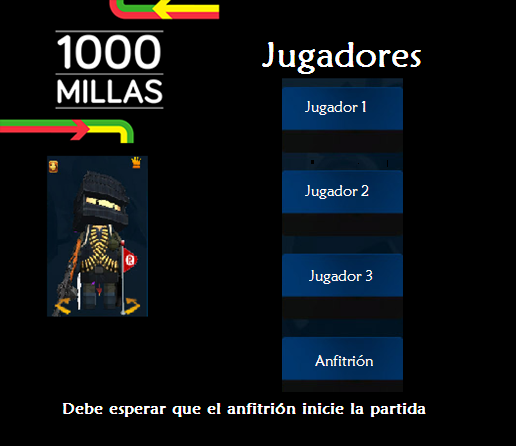 1000
MILLAS
Jugadores
Jugador 1
Jugador 2
Jugador 3
Anfitrión
Debe esperar que el anfitrión inicie la partida